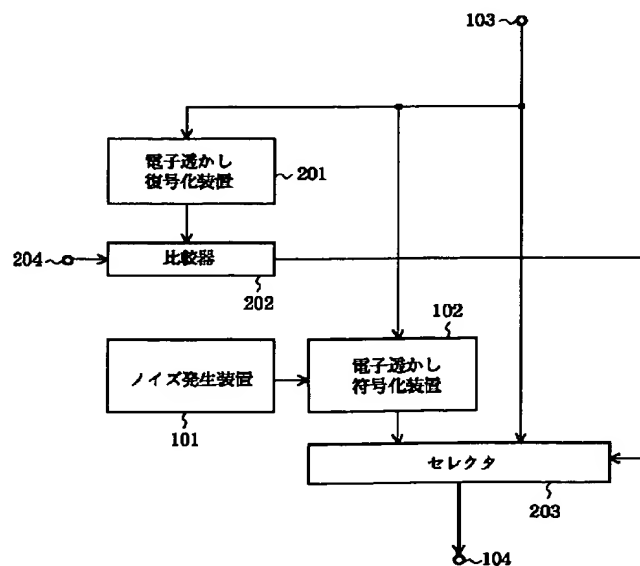 103
電子透かし
復号化装置
201
204
比較器
202
102
ノイズ発生装置
電子透かし
符号化装置
101
セレクタ
203
104